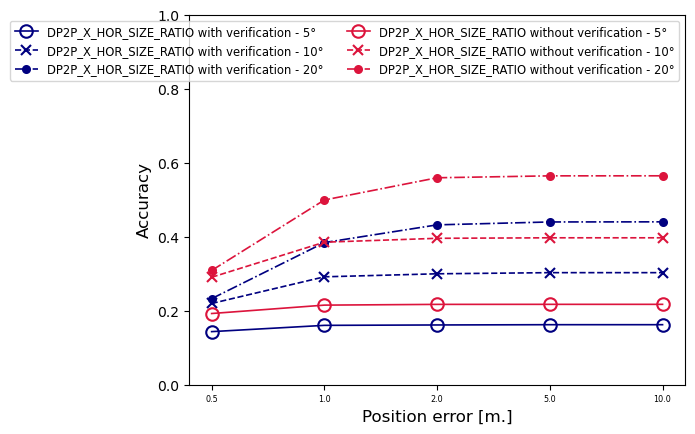 1.0
DP2P_X_HOR_SIZE_RATIO with verification - 5°
DP2P_X_HOR_SIZE_RATIO without verification - 5°
DP2P_X_HOR_SIZE_RATIO with verification - 10°
DP2P_X_HOR_SIZE_RATIO without verification - 10°
DP2P_X_HOR_SIZE_RATIO with verification - 20°
DP2P_X_HOR_SIZE_RATIO without verification - 20°
0.8
0.6
0.4
0.2
0.0
Accuracy
0.5 1.0 2.0 5.0 10.0
Position error [m.]